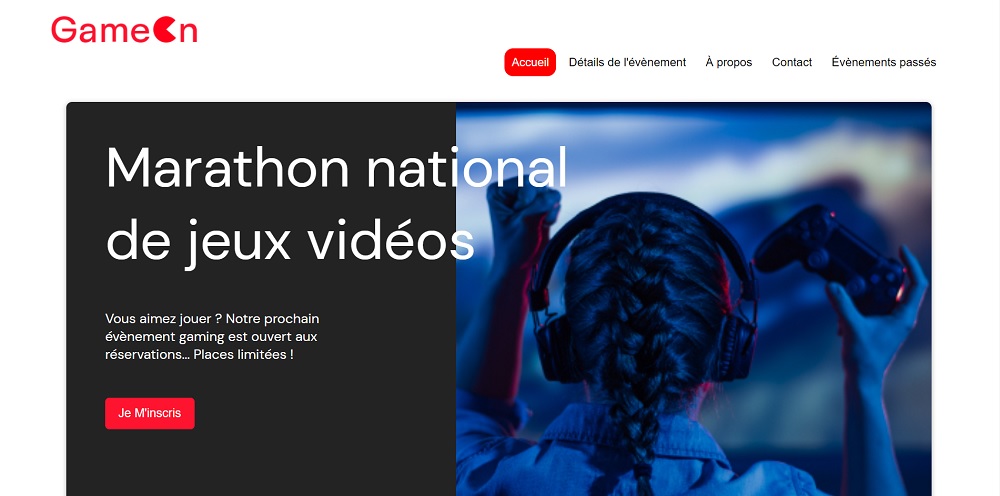 GameOn
Accueil Détails de l'évènement À propos Contact Évènements passés
Marathon national
de jeux vidéos
Vous aimez jouer ? Notre prochain
évènement gaming est ouvert aux
réservations... Places limitées !
Je M'inscris